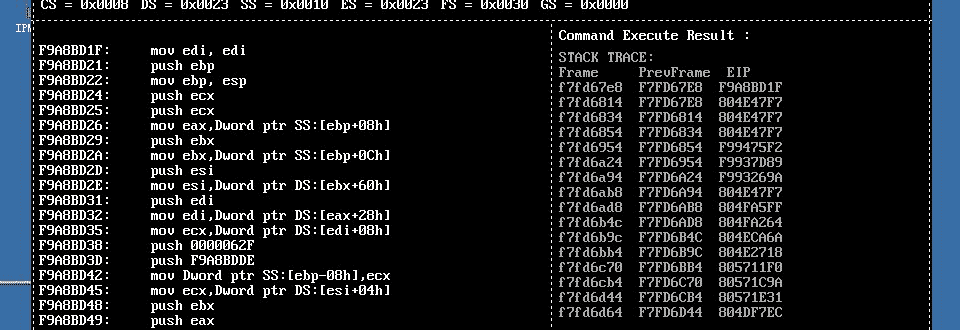 CS = 0x0008 DS = 0x0023 SS = 0x0010 ES = 0x0023 FS = 0x0030 GS = 0x0000
IPM
F9A8BD1F: mov edi, edi
F9A8BD21: push ebp
F9A8BD22: mov ebp, esp
F9A8BD24: push ecx
F9A8BD25: push ecx
F9A8BD26: mov eax,Dword ptr SS:[ebp+08h]
F9A8BD29: push ebx
F9A8BD2A: mov ebx,Dword ptr SS:[ebp+0Ch]
F9A8BD2D: push esi
F9A8BD2E: mov esi,Dword ptr DS:[ebx+60h]
F9A8BD31: push edi
F9A8BD32: mov edi,Dword ptr DS:[eax+28h]
F9A8BD35: mov ecx,Dword ptr DS:[edi+08h]
F9A8BD38: push 0000062F
F9A8BD3D: push F9A8BDDE
F9A8BD42: mov Dword ptr SS:[ebp-08h],ecx
F9A8BD45: mov ecx,Dword ptr DS:[esi+04h]
F9A8BD48: push ebx
F9A8BD49: push eax
Command Execute Result :
STACK TRACE:
Frame PrevFrame EIP
f7fd67e8 F7FD67E8 F9A8BD1F
f7fd6814 F7FD67E8 804E47F7
f7fd6834 F7FD6814 804E47F7
f7fd6854 F7FD6834 804E47F7
f7fd6954 F7FD6854 F99475F2
f7fd6a24 F7FD6954 F9937D89
f7fd6a94 F7FD6A24 F993269A
f7fd6ab8 F7FD6A94 804E47F7
f7fd6ad8 F7FD6AB8 804FA5FF
f7fd6b4c F7FD6AD8 804FA264
f7fd6b9c F7FD6B4C 804ECA6A
f7fd6bb4 F7FD6B9C 804E2718
f7fd6c70 F7FD6BB4 805711F0
f7fd6cb4 F7FD6C70 80571C9A
f7fd6d44 F7FD6CB4 80571E31
f7fd6d64 F7FD6D44 804DF7EC